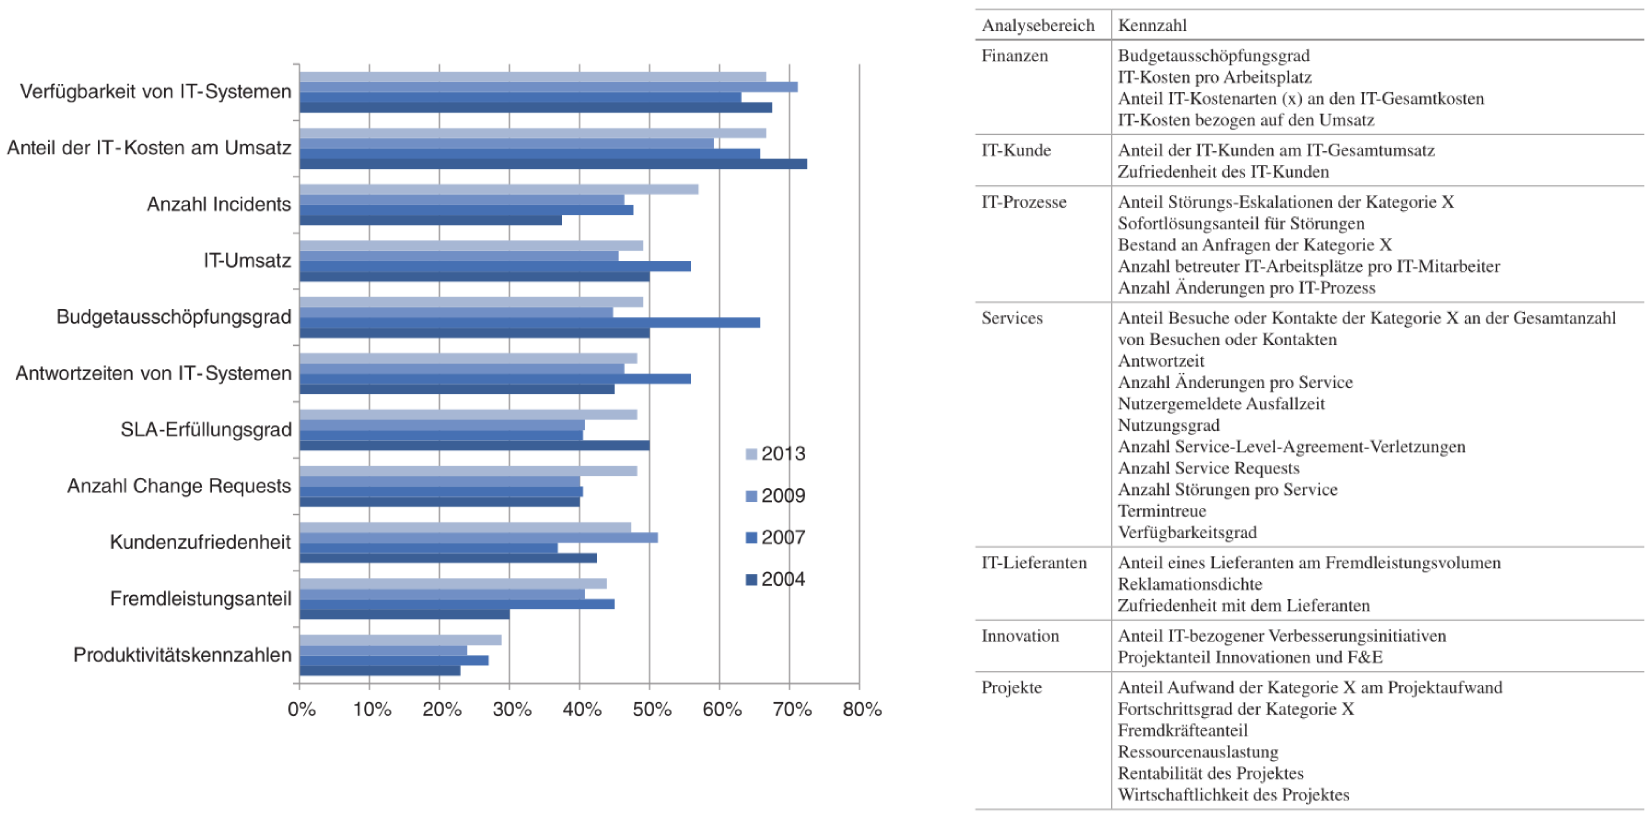 Verfügbarkeit von IT-Systemen
Anteil der IT-Kosten am Umsatz
Anzahl Incidents
IT-Umsatz
Budgetausschöpfungsgrad
Antwortzeiten von IT-Systemen
SLA-Erfüllungsgrad
Anzahl Change Requests
Kundenzufriedenheit
Fremdleistungsanteil
Produktivitätskennzahlen
2013
2009
2007
2004
0% 10% 20% 30% 40% 50% 60% 70% 80%
Analysebereich Kennzahl
Finanzen Budgetausschöpfungsgrad
IT-Kosten pro Arbeitsplatz
Anteil IT-Kostenarten (x) an den IT-Gesamtkosten
IT-Kosten bezogen auf den Umsatz
IT-Kunde Anteil der IT-Kunden am IT-Gesamtumsatz
Zufriedenheit des IT-Kunden
IT-Prozesse Anteil Störungs-Eskalationen der Kategorie X
Sofortlösungsanteil für Störungen
Bestand an Anfragen der Kategorie X
Anzahl betreuter IT-Arbeitsplätze pro IT-Mitarbeiter
Anzahl Änderungen pro IT-Prozess
Services Anteil Besuche oder Kontakte der Kategorie X an der Gesamtanzahl
von Besuchen oder Kontakten
Antwortzeit
Anzahl Änderungen pro Service
Nutzergemeldete Ausfallzeit
Nutzungsgrad
Anzahl Service-Level-Agreement-Verletzungen
Anzahl Service Requests
Anzahl Störungen pro Service
Termintreue
Verfügbarkeitsgrad
IT-Lieferanten Anteil eines Lieferanten am Fremdleistungsvolumen
Reklamationsdichte
Zufriedenheit mit dem Lieferanten
Innovation Anteil IT-bezogener Verbesserungsinitiativen
Projektanteil Innovationen und F&E
Projekte Anteil Aufwand der Kategorie X am Projektaufwand
Fortschrittsgrad der Kategorie X
Fremdkräfteanteil
Ressourcenauslastung
Rentabilität des Projektes
Wirtschaftlichkeit des Projektes